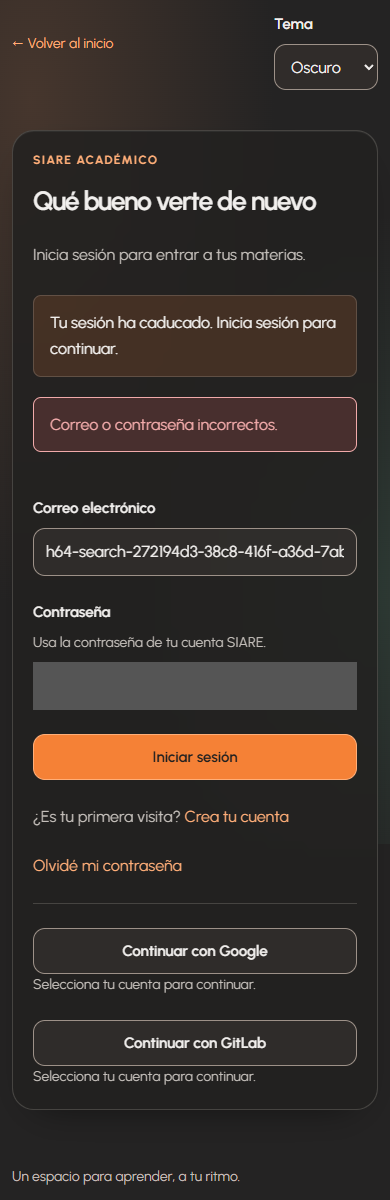 ← Volver al inicio
Tema
Oscuro
SIARE ACADÉMICO
Qué bueno verte de nuevo
Inicia sesión para entrar a tus materias.
Tu sesión ha caducado. Inicia sesión para
continuar.
Correo o contraseña incorrectos.
Correo electrónico
h64-search-272194d3-38c8-416f-a36d-7ab
Contraseña
Usa la contraseña de tu cuenta SIARE.
Iniciar sesión
¿Es tu primera visita? Crea tu cuenta
Olvidé mi contraseña
Continuar con Google
Selecciona tu cuenta para continuar.
Continuar con GitLab
Selecciona tu cuenta para continuar.
Un espacio para aprender, a tu ritmo.